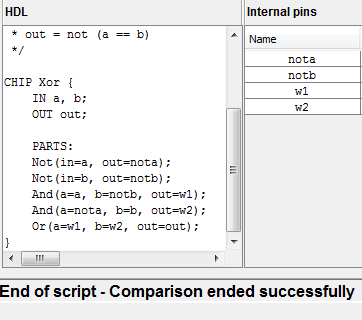 HDL
* out = not (a == b)
*/
CHIP Xor {
IN a, b;
OUT out;
PARTS:
Not(in=a, out=nota);
Not(in=b, out=notb);
And(a=a, b=notb, out=w1);
And(a=nota, b=b, out=w2);
Or(a=w1, b=w2, out=out);
}
Internal pins
Name
nota
notb
w1
w2
End of script - Comparison ended successfully